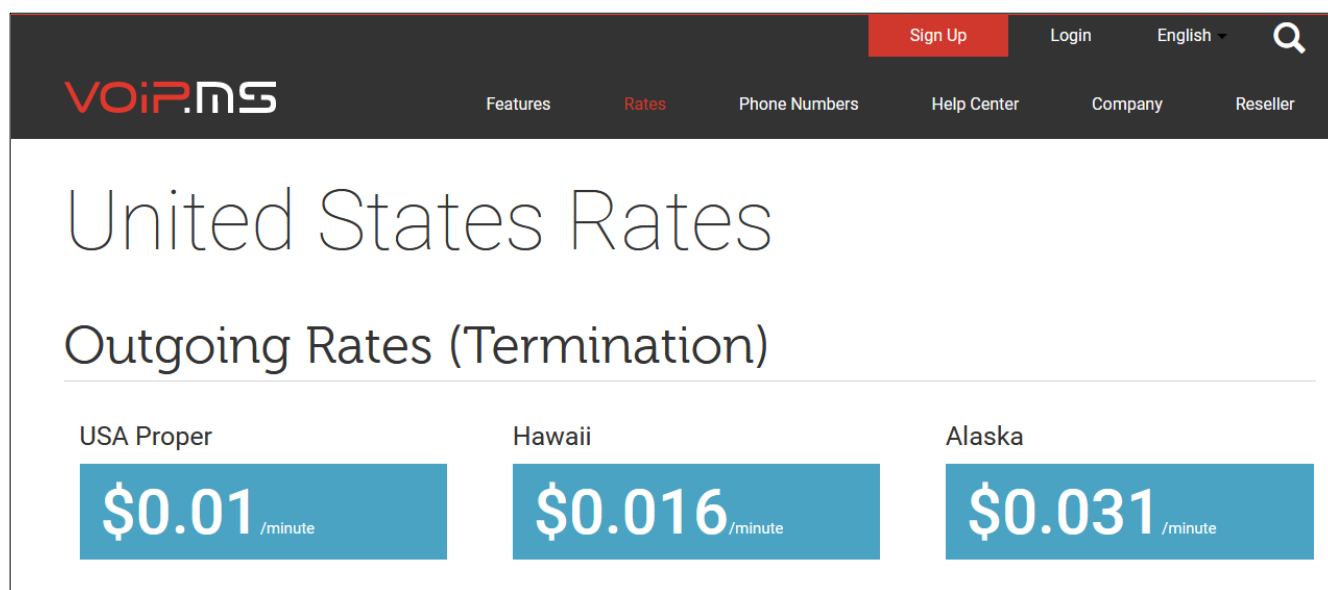 Sign Up Login English
VOiP.MS Features Rates Phone Numbers Help Center Company Reseller
United States Rates
Outgoing Rates (Termination)
USA Proper Hawaii Alaska
$0.01/minute $0.016/minute $0.031/minute